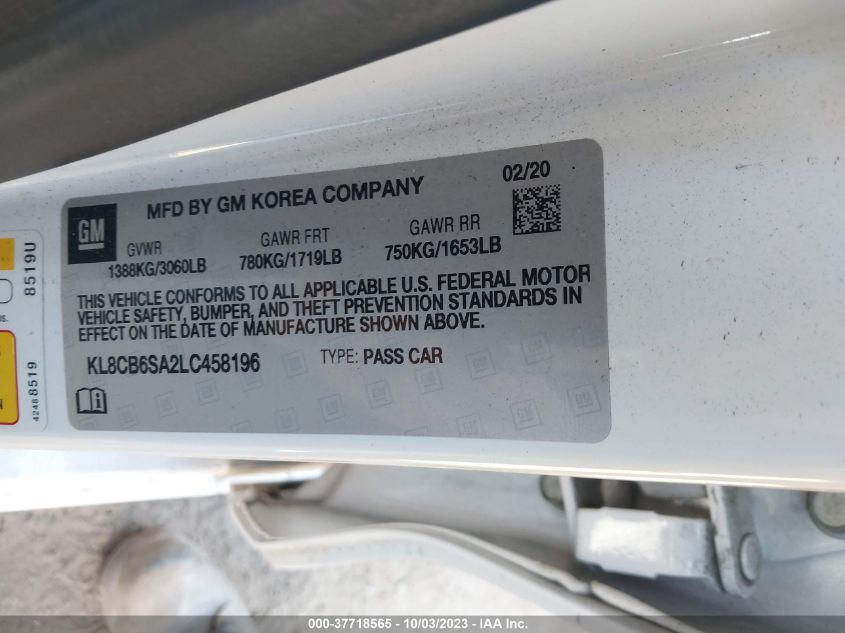 02/20
MFD BY GM KOREA COMPANY
GM
GVWR
1388KG/3060LB
GAWR FRT
780KG/1719LB
GAWR RR
750KG/1653LB
THIS VEHICLE CONFORMS TO ALL APPLICABLE U.S. FEDERAL MOTOR
VEHICLE SAFETY, BUMPER, AND THEFT PREVENTION STANDARDS IN
EFFECT ON THE DATE OF MANUFACTURE SHOWN ABOVE.
KL8CB6SA2LC458196
TYPE: PASS CAR
8519U
4248 8519
000-37718565 - 10/03/2023 - IAA Inc.